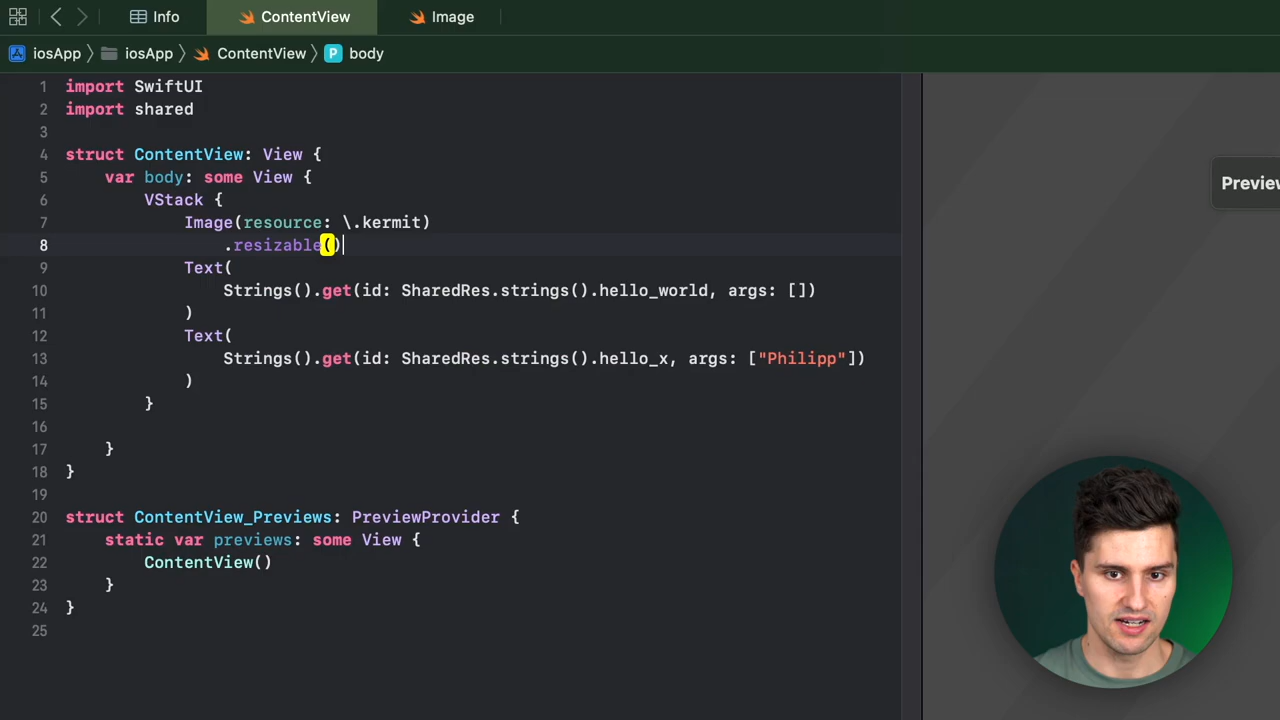 Info
ContentView
Image
iosApp
iosApp
ContentView
P
body
1 import SwiftUI
2 import shared
3
4 struct ContentView: View {
5 var body: some View {
6 VStack {
7 Image(resource: \.kermit)
8 .resizable()
9 Text(
10 Strings().get(id: SharedRes.strings().hello_world, args: [])
11 )
12 Text(
13 Strings().get(id: SharedRes.strings().hello_x, args: ["Philipp"])
14 )
15 }
16
17 }
18 }
19
20 struct ContentView_Previews: PreviewProvider {
21 static var previews: some View {
22 ContentView()
23 }
24 }
25
Preview